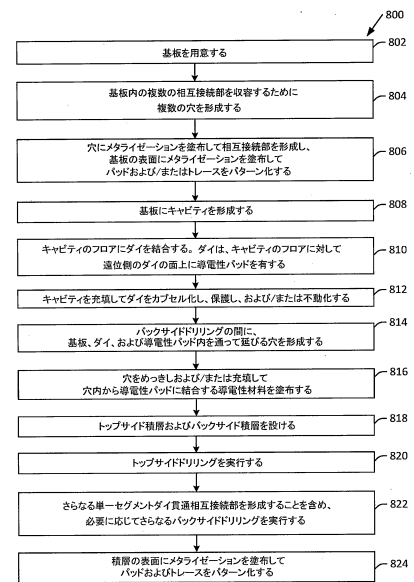 800
基板を用意する
802
基板内の複数の相互接続部を収容するために
複数の穴を形成する
804
穴にメタライゼーションを塗布して相互接続部を形成し、
基板の表面にメタライゼーションを塗布して
パッドおよび/またはトレースをパターン化する
806
基板にキャビティを形成する
808
キャビティのフロアにダイを結合する。ダイは、キャビティのフロアに対して
遠位側のダイの面上に導電性パッドを有する
810
キャビティを充填してダイをカプセル化し、保護し、および/または不動化する
812
バックサイドドリリングの間に、
基板、ダイ、および導電性パッド内を通って延びる穴を形成する
814
穴をめっきしおよび/または充填して
穴内から導電性パッドに結合する導電性材料を塗布する
816
トップサイド積層およびバックサイド積層を設ける
818
トップサイドドリリングを実行する
820
さらなる単一セグメントダイ貫通相互接続部を形成することを含め、
必要に応じてさらなるバックサイドドリリングを実行する
822
積層の表面にメタライゼーションを塗布して
パッドおよびトレースをパターン化する
824